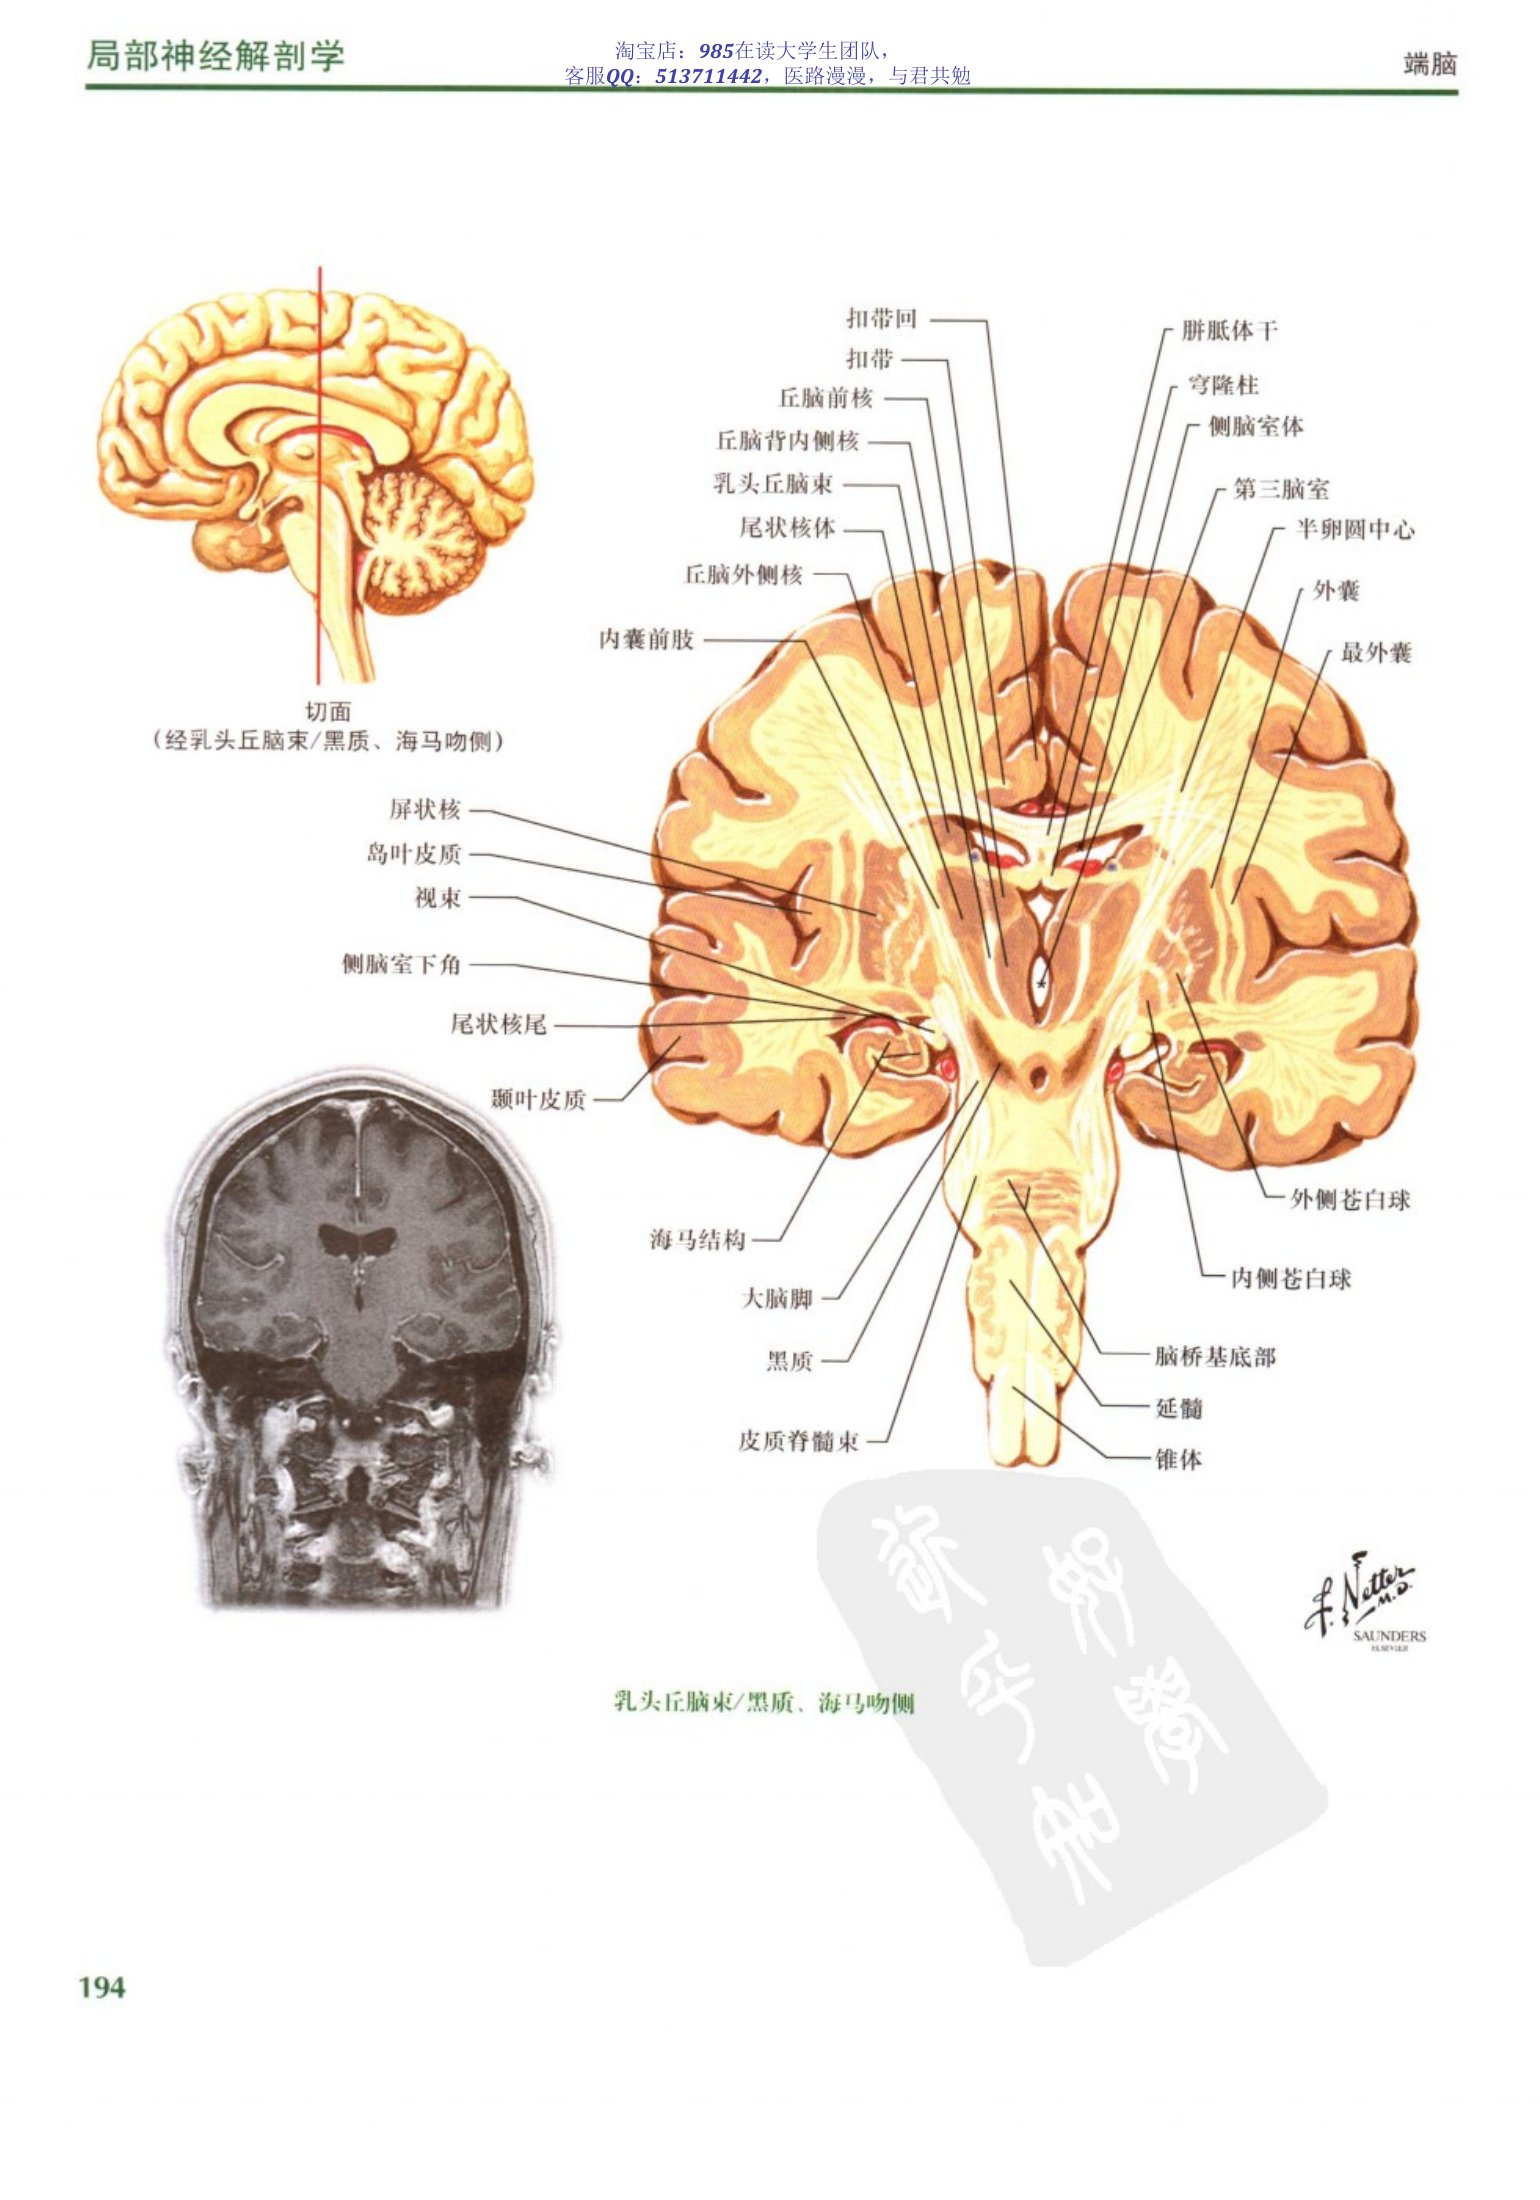 局部神经解剖学
淘宝店：985在读大学生团队，
客服QQ：513711442，医路漫漫，与君共勉
端脑
切面
（经乳头丘脑束/黑质、海马吻侧）
扣带回
扣带
丘脑前核
丘脑背内侧核
乳头丘脑束
尾状核体
丘脑外侧核
内囊前肢
胼胝体干
穹隆柱
侧脑室体
第三脑室
半卵圆中心
外囊
最外囊
屏状核
岛叶皮质
视束
侧脑室下角
尾状核尾
颞叶皮质
*
*
海马结构
大脑脚
黑质
皮质脊髓束
外侧苍白球
内侧苍白球
脑桥基底部
延髓
锥体
F. Netter
M.D.
SAUNDERS
ELSEVIER
乳头丘脑束/黑质、海马吻侧
194